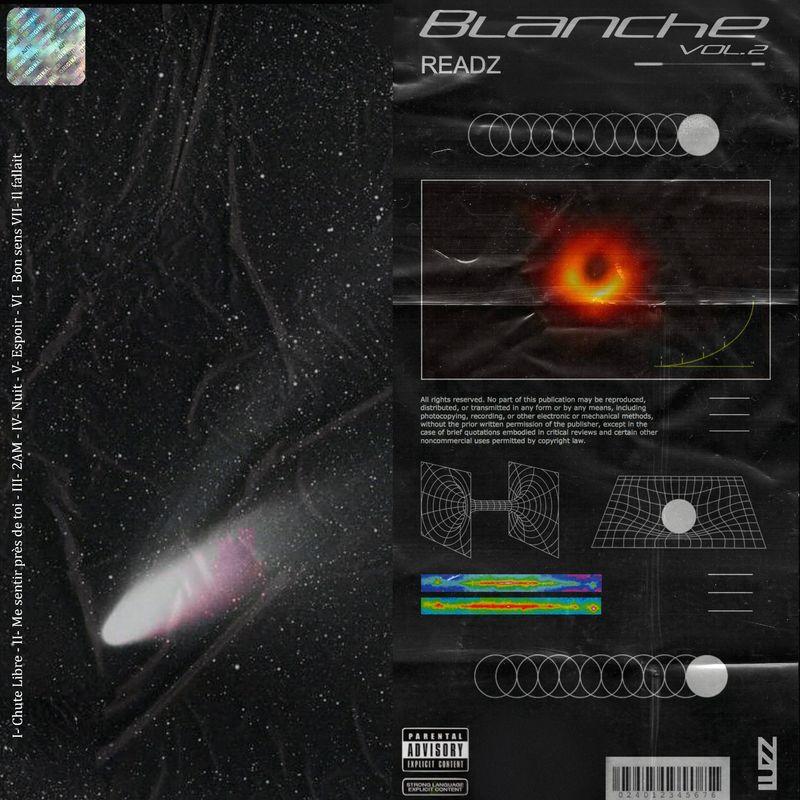 ORIGINAL
I- Chute Libre - II- Me sentir près de toi - III- 2AM - IV- Nuit - V- Espoir - VI - Bon sens VII- Il fallait
Blanche
VOL.2
READZ
All rights reserved. No part of this publication may be reproduced,
distributed, or transmitted in any form or by any means, including
photocopying, recording, or other electronic or mechanical methods,
without the prior written permission of the publisher, except in the
case of brief quotations embodied in critical reviews and certain other
noncommercial uses permitted by copyright law.
PARENTAL
ADVISORY
EXPLICIT CONTENT
STRONG LANGUAGE
EXPLICIT CONTENT
024012345676